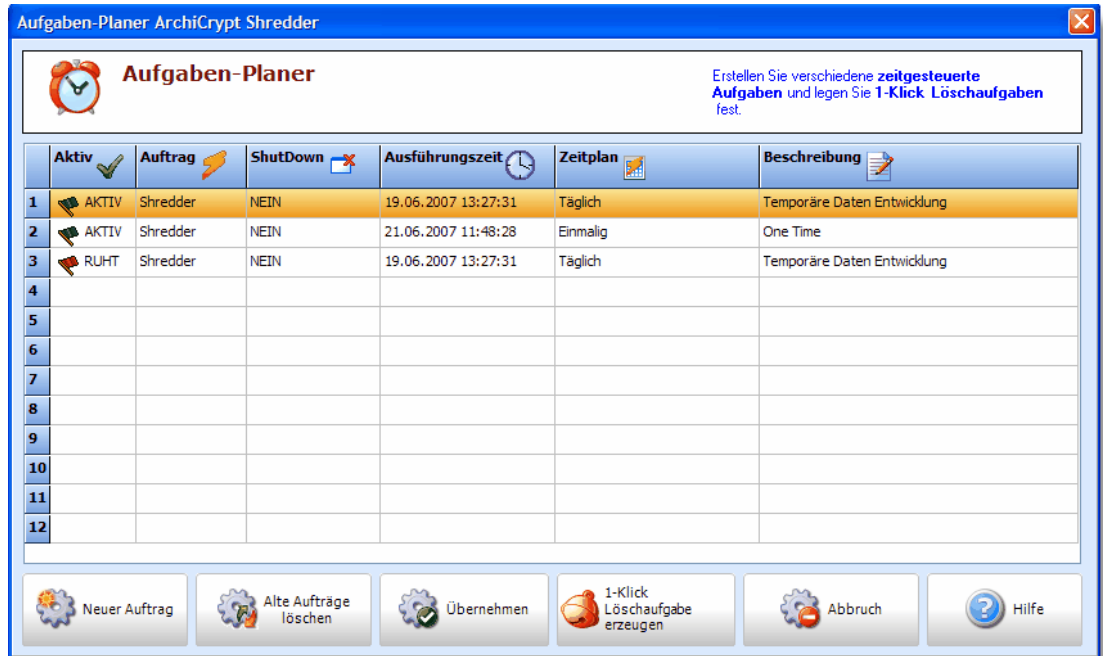 Aufgaben-Planer ArchiCrypt Shredder
Aufgaben-Planer
Erstellen Sie verschiedene zeitgesteuerte
Aufgaben und legen Sie 1-Klick Löschaufgaben
fest.
Aktiv Auftrag ShutDown Ausführungszeit Zeitplan Beschreibung
1 AKTIV Shredder NEIN 19.06.2007 13:27:31 Täglich Temporäre Daten Entwicklung
2 AKTIV Shredder NEIN 21.06.2007 11:48:28 Einmalig One Time
3 RUHT Shredder NEIN 19.06.2007 13:27:31 Täglich Temporäre Daten Entwicklung
4
5
6
7
8
9
10
11
12
Neuer Auftrag
Alte Aufträge
löschen
Übernehmen
1-Klick
Löschaufgabe
erzeugen
Abbruch
Hilfe